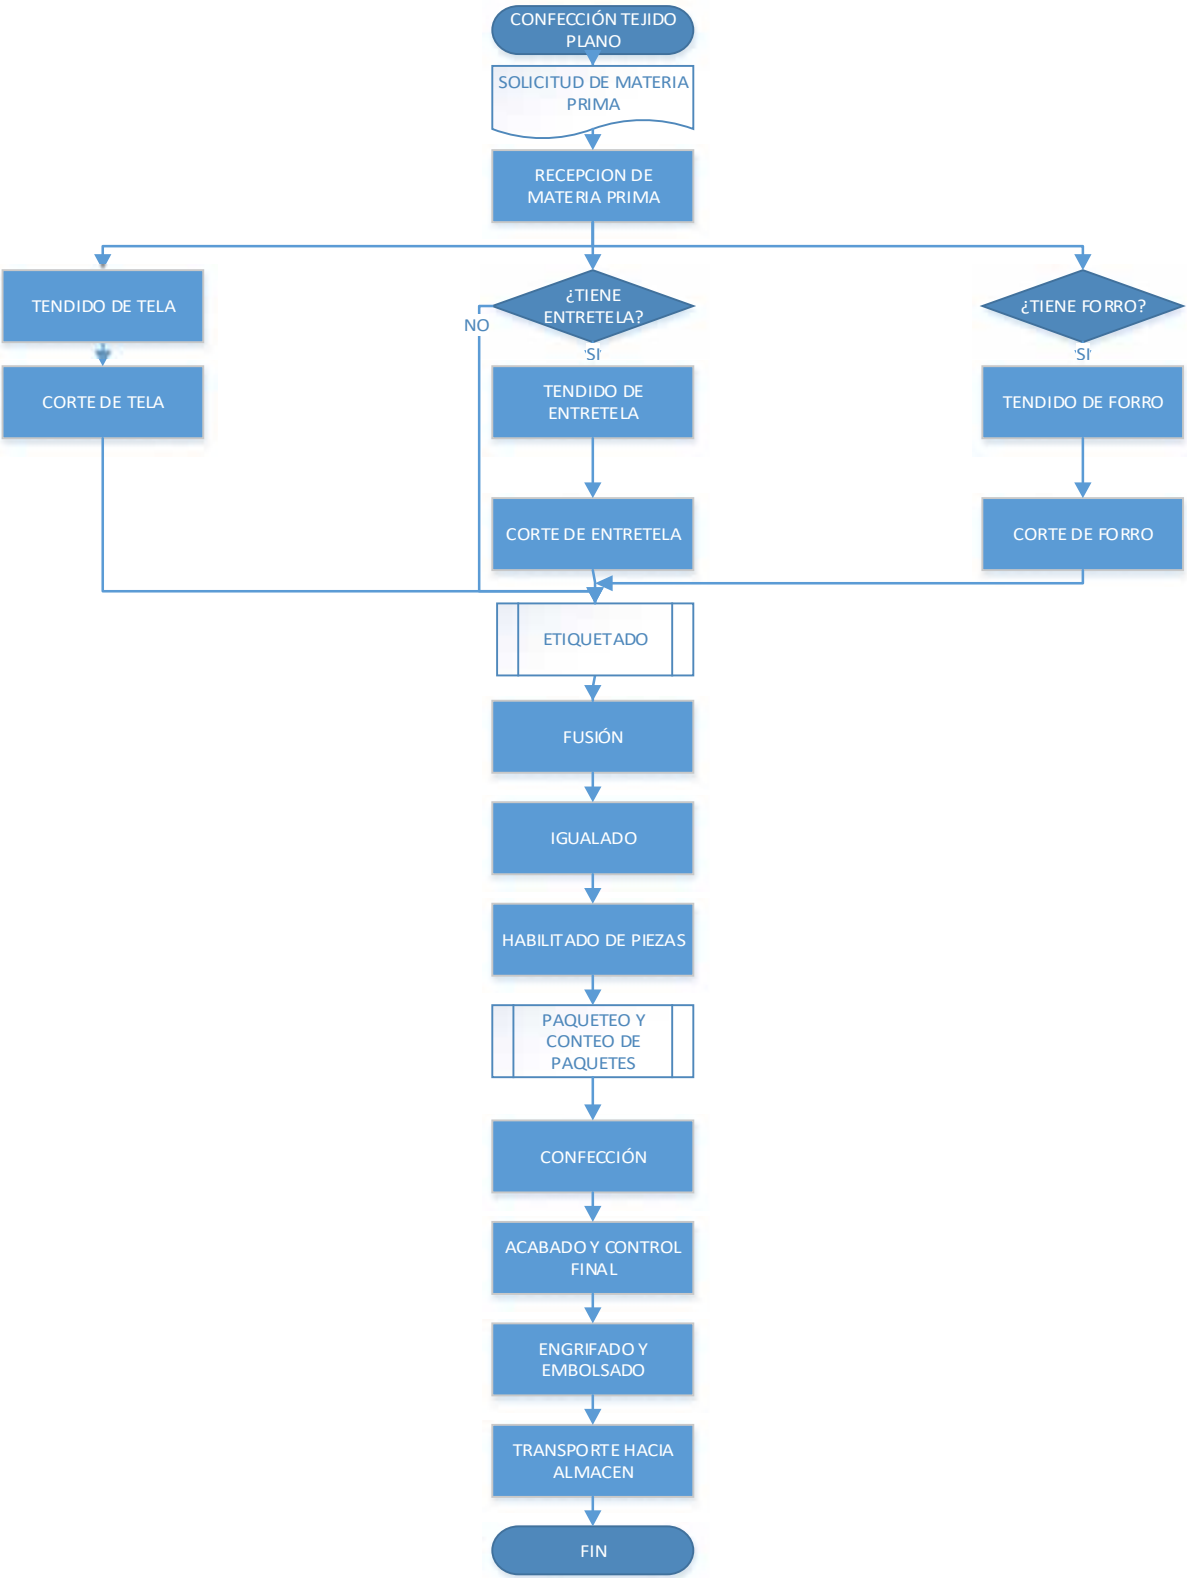 CONFECCIÓN TEJIDO
PLANO
SOLICITUD DE MATERIA
PRIMA
RECEPCION DE
MATERIA PRIMA
TENDIDO DE TELA
¿TIENE
ENTRETELA?
¿TIENE FORRO?
NO
SI
SI
CORTE DE TELA
TENDIDO DE
ENTRETELA
TENDIDO DE FORRO
CORTE DE ENTRETELA
CORTE DE FORRO
ETIQUETADO
FUSIÓN
IGUALADO
HABILITADO DE PIEZAS
PAQUETEO Y
CONTEO DE
PAQUETES
CONFECCIÓN
ACABADO Y CONTROL
FINAL
ENGRIFADO Y
EMBOLSADO
TRANSPORTE HACIA
ALMACEN
FIN